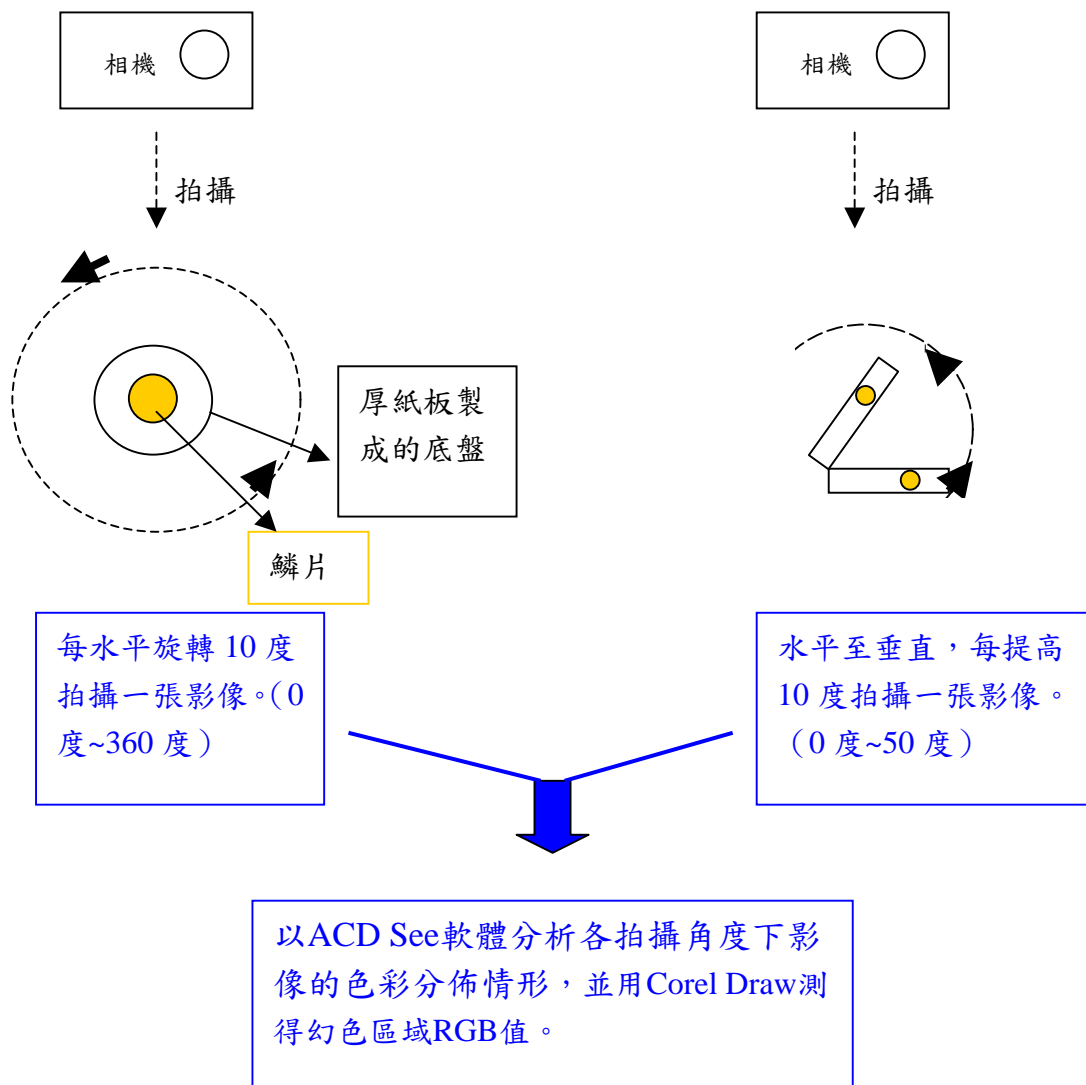 相機
相機
拍攝
拍攝
厚紙板製
成的底盤
鱗片
每水平旋轉 10 度
拍攝一張影像。（0
度~360 度）
水平至垂直，每提高
10 度拍攝一張影像。
（0 度~50 度）
以ACD See軟體分析各拍攝角度下影
像的色彩分佈情形，並用Corel Draw測
得幻色區域RGB值。